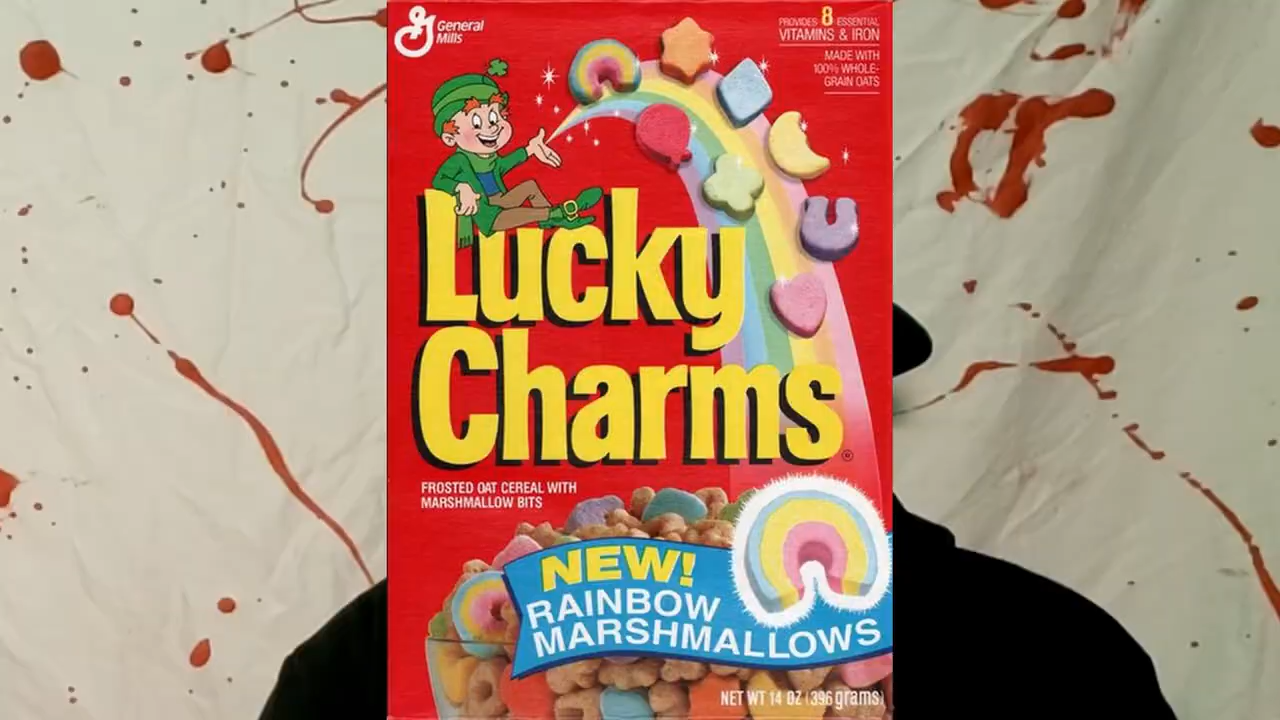 General
Mills
PROVIDES 8 ESSENTIAL
VITAMINS & IRON
MADE WITH
100% WHOLE-
GRAIN OATS
Lucky
Charms
®
FROSTED OAT CEREAL WITH
MARSHMALLOW BITS
NEW!
RAINBOW
MARSHMALLOWS
NET WT 14 OZ (396 grams)